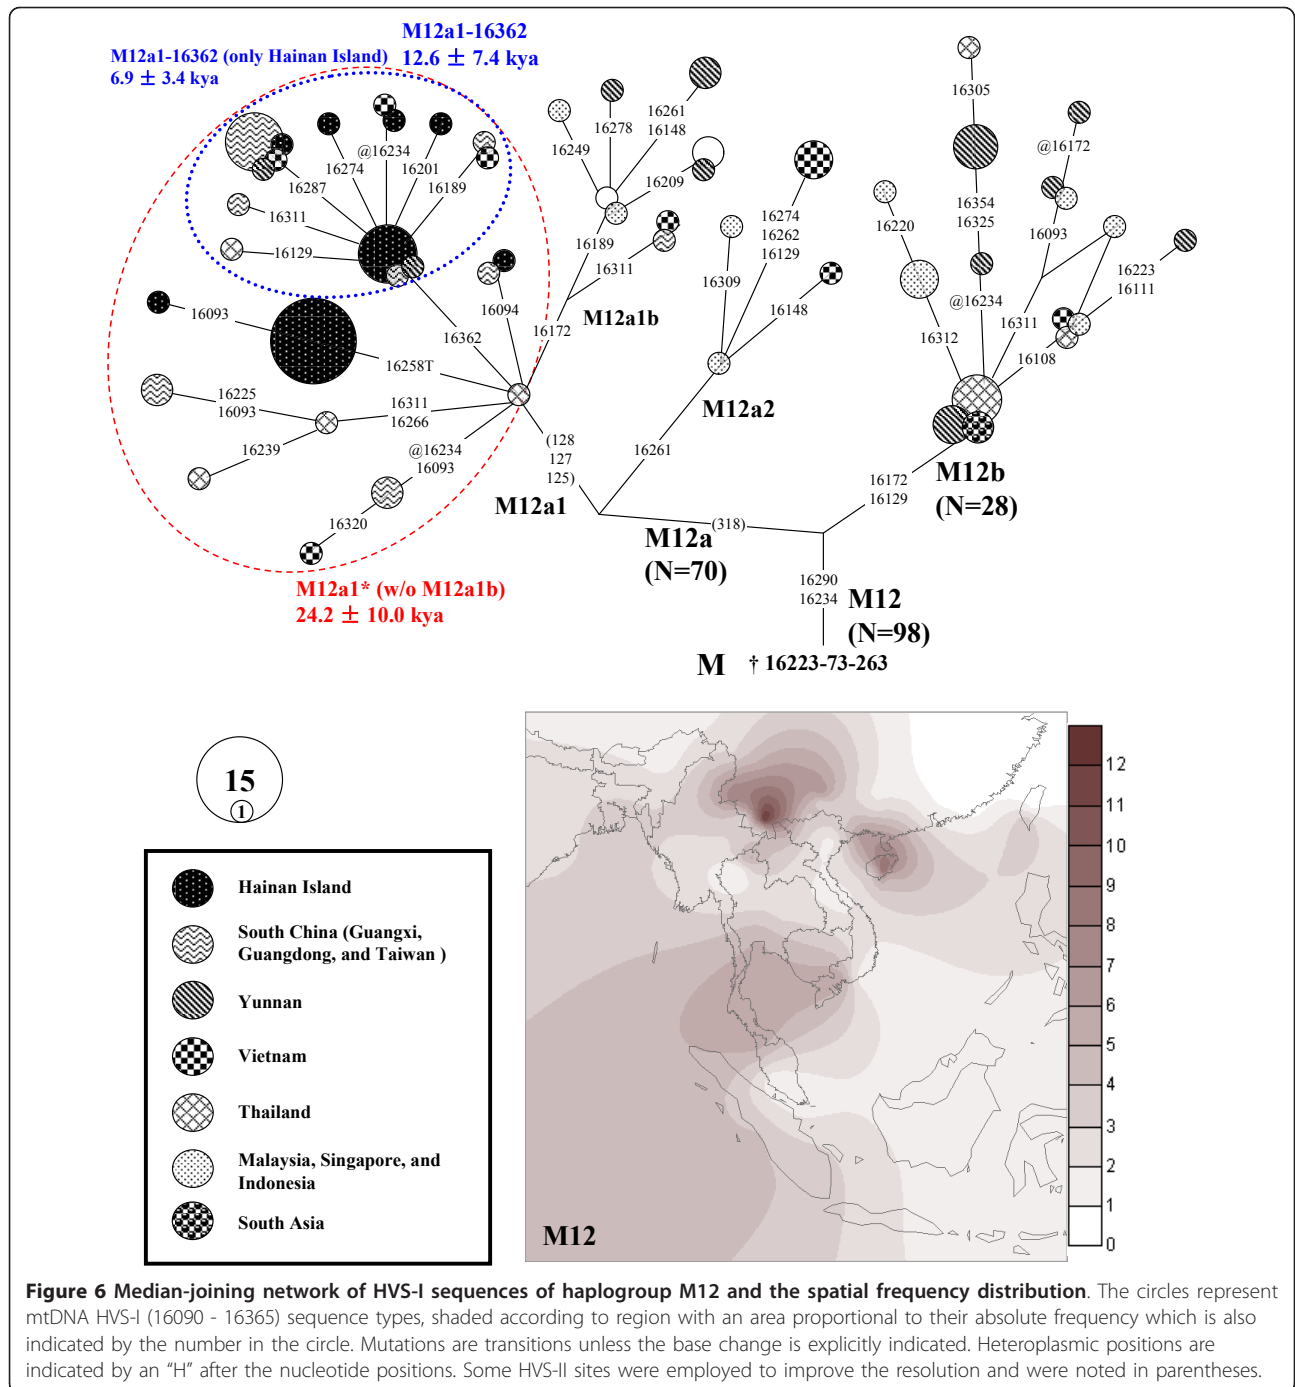 M12a1-16362
12.6 ± 7.4 kya
M12a1-16362 (only Hainan Island)
6.9 ± 3.4 kya
16305
16261
16148
16278
16249
@16234
@16172
16274
16201
16287
16189
16209
16311
16354
16325
16274
16262
16129
16220
16093
16129
16189
16311
16309
16223
16111
16094
@16234
16093
16148
16172
M12a1b
16312
16311
16362
16108
16258T
16225
16093
16311
16266
M12a2
16239
@16234
16093
(128
127
125)
16261
M12b
(N=28)
16172
16129
M12a1
16320
(318)
M12a
(N=70)
M12a1* (w/o M12a1b)
24.2 ± 10.0 kya
16290
16234
M12
(N=98)
M † 16223-73-263
15
1
Hainan Island
South China (Guangxi,
Guangdong, and Taiwan )
Yunnan
Vietnam
Thailand
Malaysia, Singapore, and
Indonesia
South Asia
12
11
10
9
8
7
6
5
4
3
2
1
0
M12
Figure 6 Median-joining network of HVS-I sequences of haplogroup M12 and the spatial frequency distribution. The circles represent
mtDNA HVS-I (16090 - 16365) sequence types, shaded according to region with an area proportional to their absolute frequency which is also
indicated by the number in the circle. Mutations are transitions unless the base change is explicitly indicated. Heteroplasmic positions are
indicated by an “H” after the nucleotide positions. Some HVS-II sites were employed to improve the resolution and were noted in parentheses.